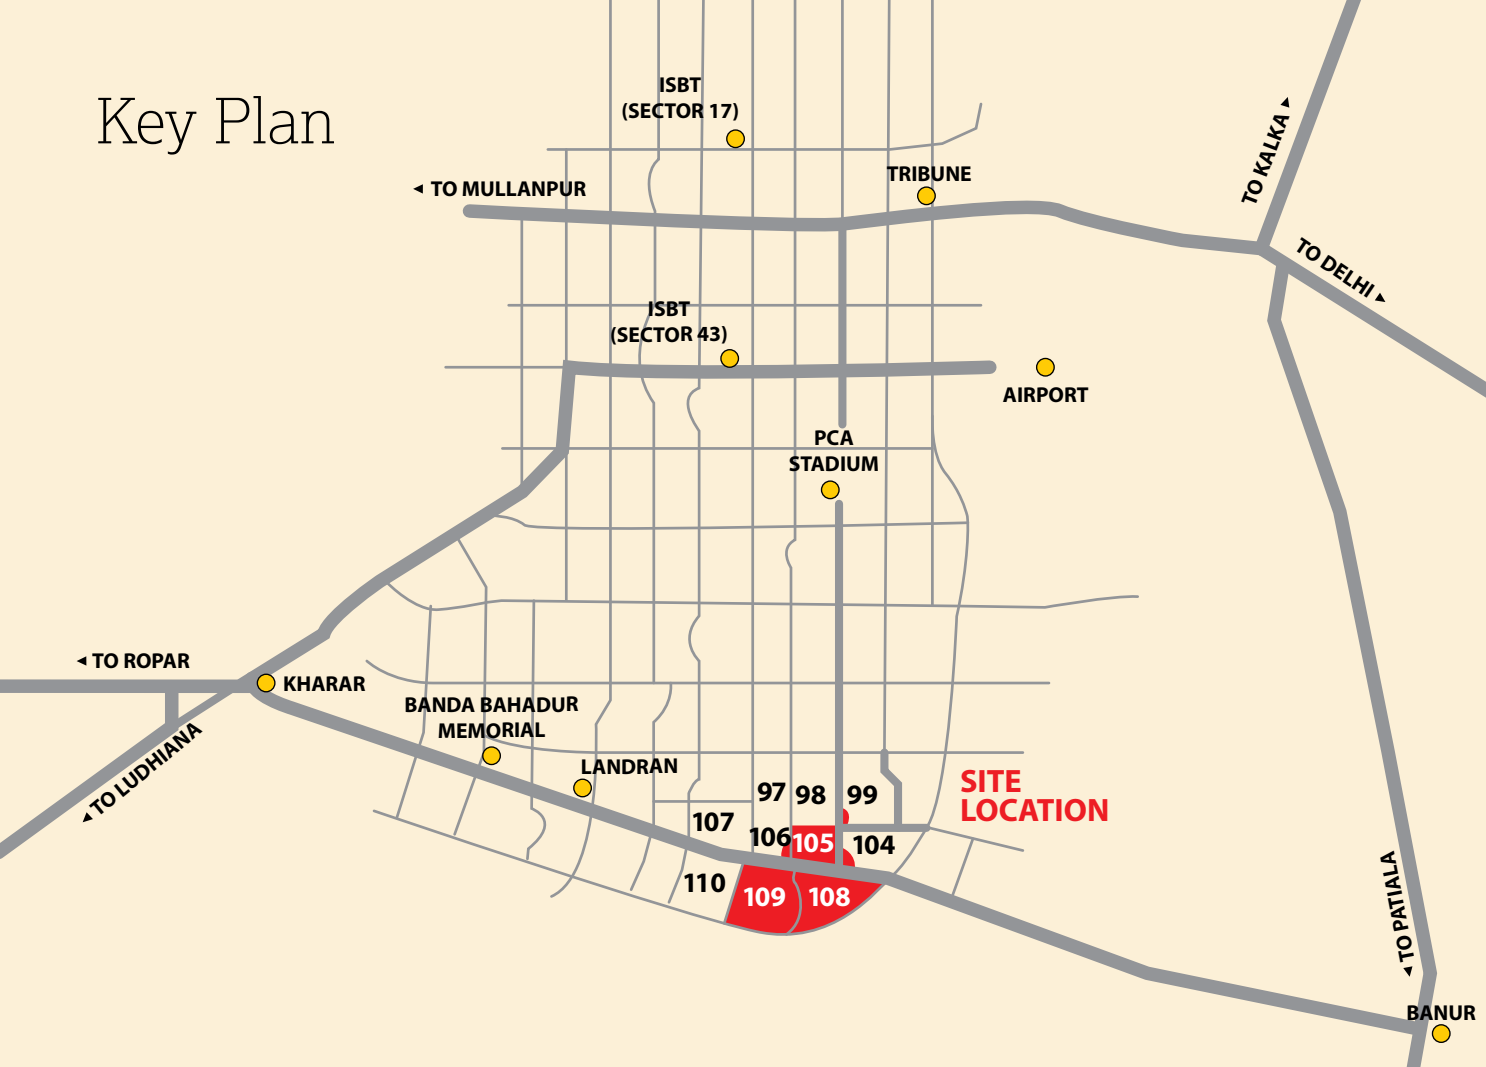 Key Plan
ISBT
(SECTOR 17)
TRIBUNE
TO MULLANPUR
TO KALKA
TO DELHI
ISBT
(SECTOR 43)
AIRPORT
PCA
STADIUM
TO ROPAR
KHARAR
TO LUDHIANA
BANDA BAHADUR
MEMORIAL
LANDRAN
SITE
LOCATION
97
98
99
107
106
105
104
110
109
108
TO PATIALA
BANUR